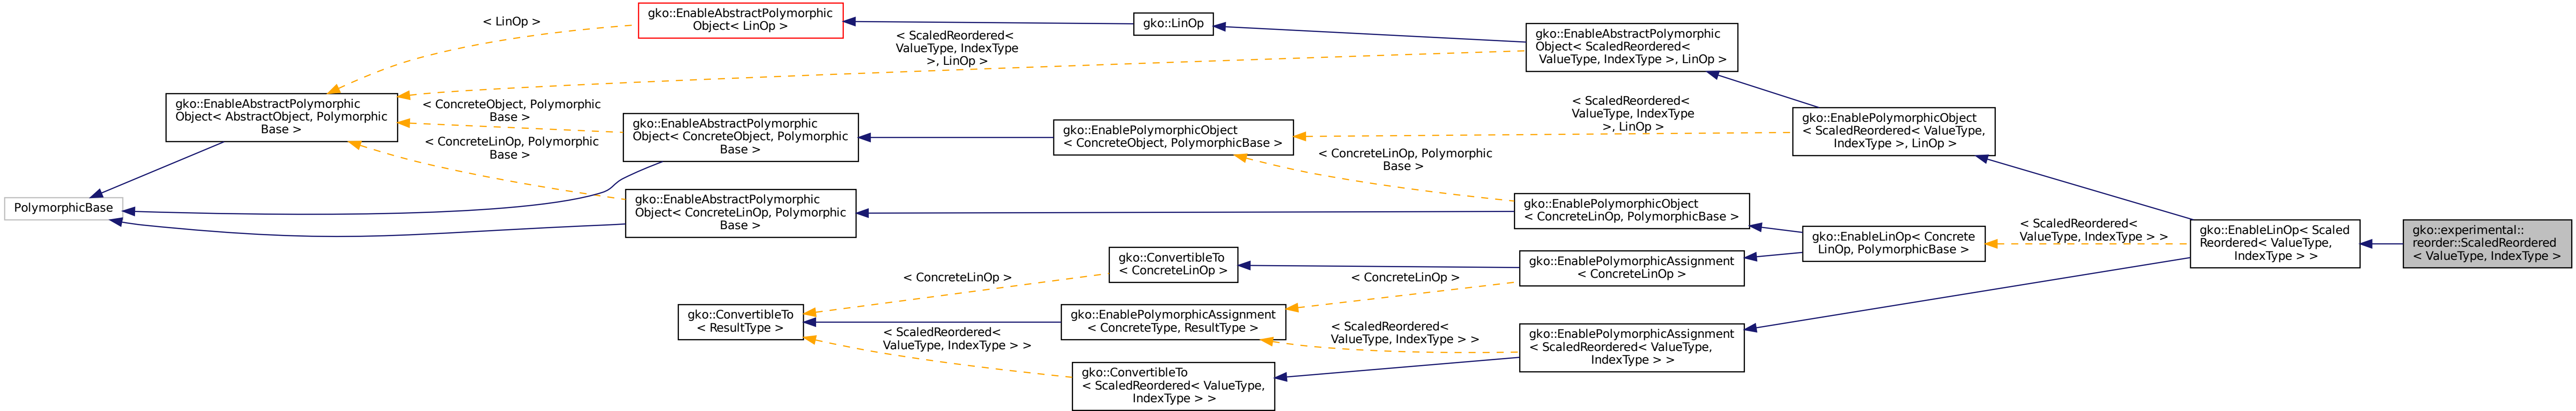 gko::EnableAbstractPolymorphic
Object< LinOp >
< LinOp >
gko::LinOp
< ScaledReordered<
ValueType, IndexType
>, LinOp >
gko::EnableAbstractPolymorphic
Object< ScaledReordered<
ValueType, IndexType >, LinOp >
gko::EnableAbstractPolymorphic
Object< AbstractObject, Polymorphic
Base >
< ConcreteObject, Polymorphic
Base >
< ConcreteLinOp, Polymorphic
Base >
gko::EnableAbstractPolymorphic
Object< ConcreteObject, Polymorphic
Base >
gko::EnablePolymorphicObject
< ConcreteObject, PolymorphicBase >
< ScaledReordered<
ValueType, IndexType
>, LinOp >
gko::EnablePolymorphicObject
< ScaledReordered< ValueType,
IndexType >, LinOp >
< ConcreteLinOp, Polymorphic
Base >
PolymorphicBase
gko::EnableAbstractPolymorphic
Object< ConcreteLinOp, Polymorphic
Base >
gko::EnablePolymorphicObject
< ConcreteLinOp, PolymorphicBase >
gko::EnableLinOp< Concrete
LinOp, PolymorphicBase >
< ScaledReordered<
ValueType, IndexType > >
gko::EnableLinOp< Scaled
Reordered< ValueType,
IndexType > >
gko::experimental::
reorder::ScaledReordered
< ValueType, IndexType >
gko::ConvertibleTo
< ConcreteLinOp >
gko::EnablePolymorphicAssignment
< ConcreteLinOp >
< ConcreteLinOp >
< ConcreteLinOp >
gko::ConvertibleTo
< ResultType >
gko::EnablePolymorphicAssignment
< ConcreteType, ResultType >
< ScaledReordered<
ValueType, IndexType > >
< ScaledReordered<
ValueType, IndexType > >
gko::EnablePolymorphicAssignment
< ScaledReordered< ValueType,
IndexType > >
gko::ConvertibleTo
< ScaledReordered< ValueType,
IndexType > >